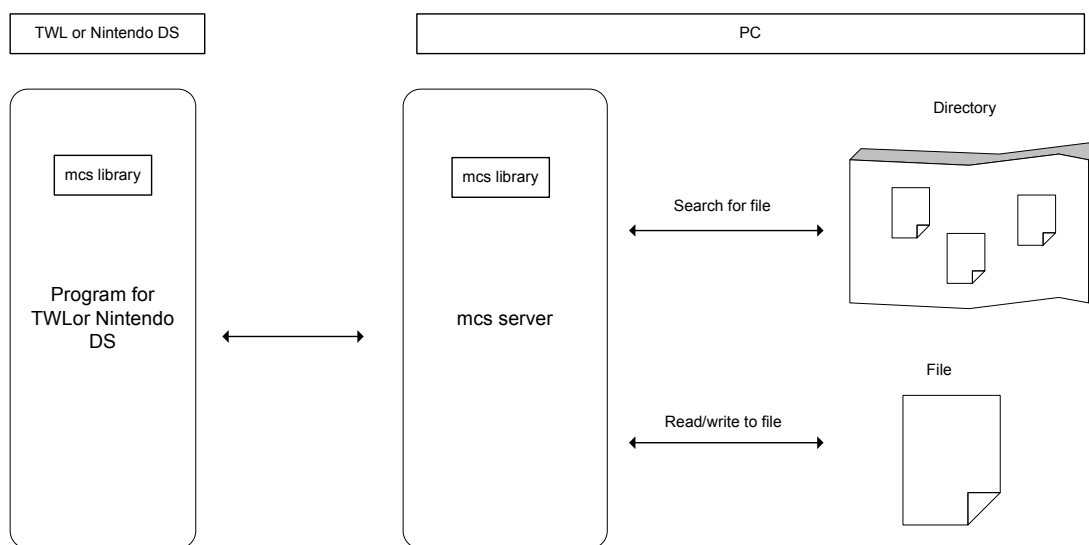 TWL or Nintendo DS
PC
Directory
mcs library
mcs library
Search for file
Program for
TWLor Nintendo
DS
mcs server
File
Read/write to file